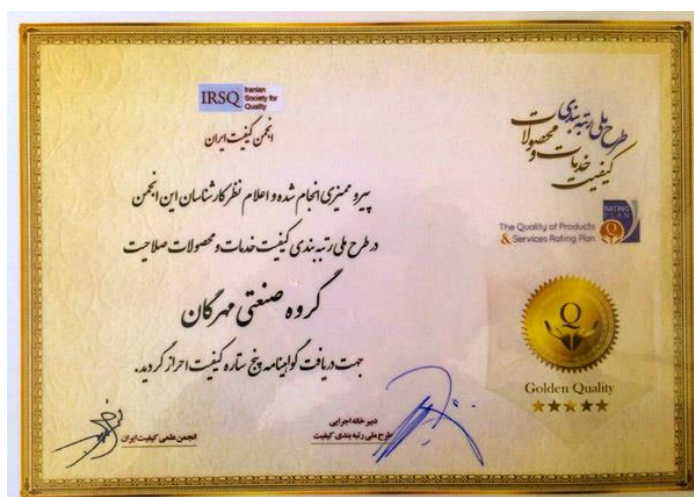 IRSQ
Iranian
Society for
Quality
انجمن کیفیت ایران
طرح ملی رتبه بندی
کیفیت خدمات و محصولات
RATING
PLAN
The Quality of Products
& Services Rating Plan
پیرو ممیزی انجام شده و اعلام نظر کارشناسان این انجمن
در طرح ملی رتبه بندی کیفیت خدمات و محصولات صلاحیت
گروه صنعتی مهرگان
جهت دریافت گواهینامه پنج ستاره کیفیت احراز گردید.
Q
Golden Quality
دبیرخانه اجرایی
طرح ملی رتبه بندی کیفیت
انجمن علمی کیفیت ایران